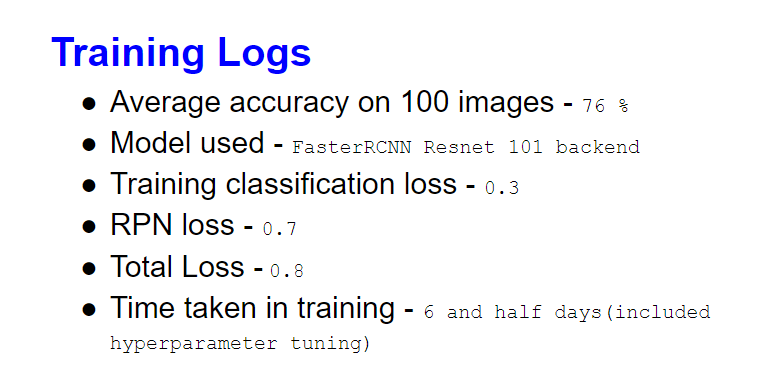 Training Logs
● Average accuracy on 100 images - 76 %
● Model used - FasterRCNN Resnet 101 backend
● Training classification loss - 0.3
● RPN loss - 0.7
● Total Loss - 0.8
● Time taken in training - 6 and half days(included
hyperparameter tuning)